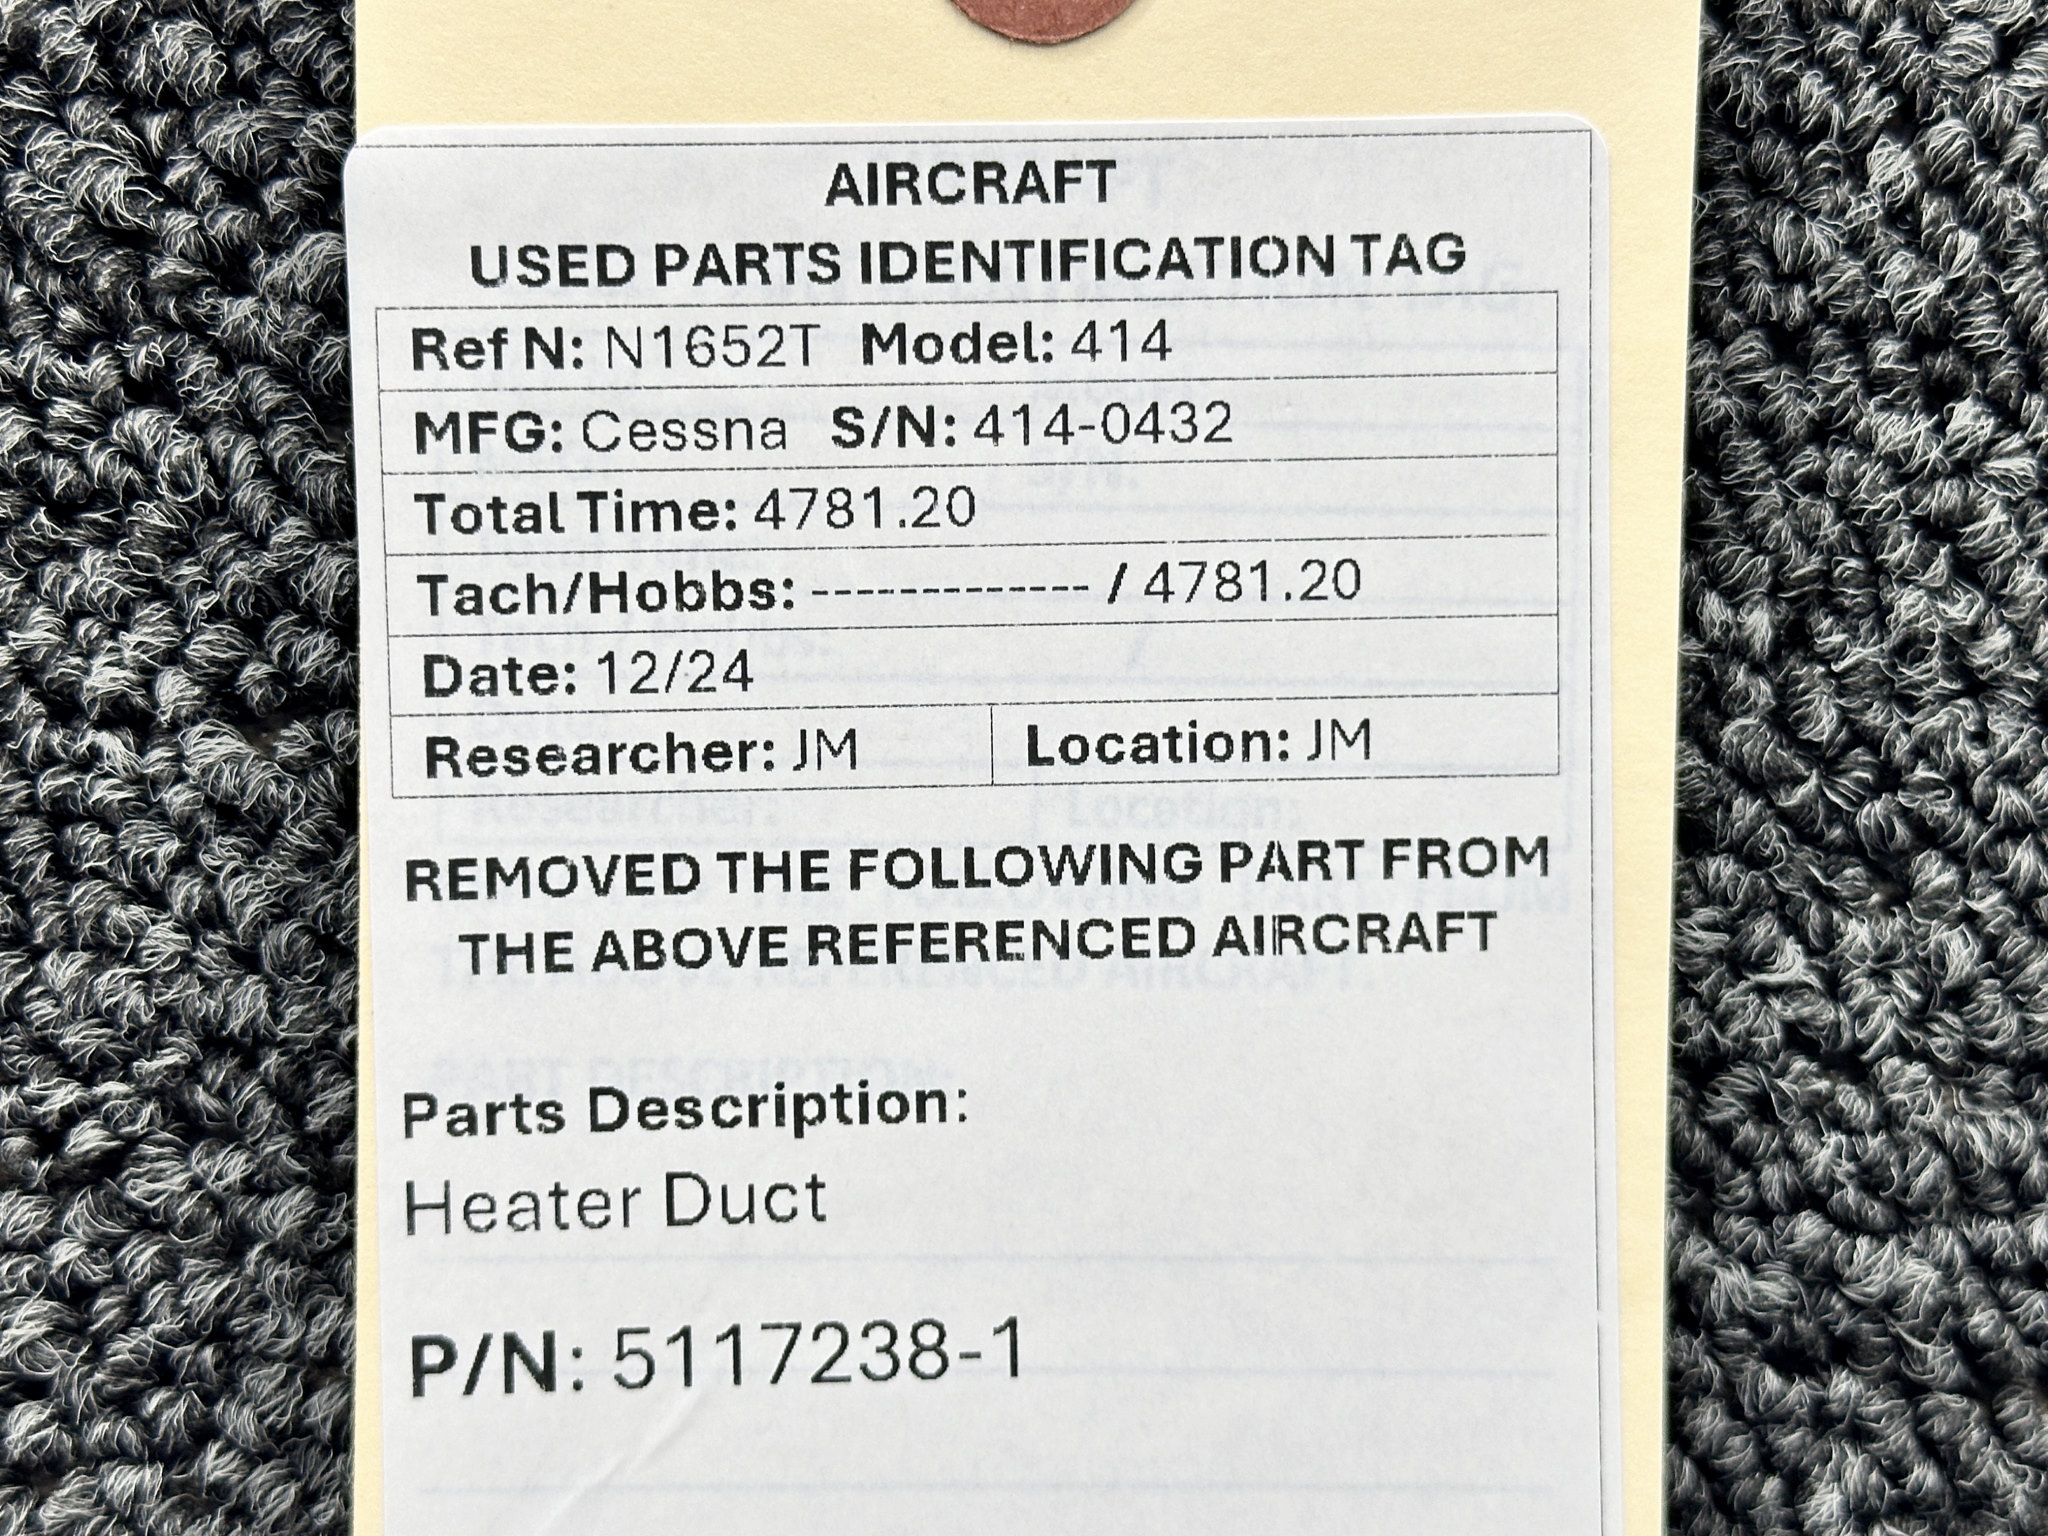 AIRCRAFT
USED PARTS IDENTIFICATION TAG
Ref N: N1652T Model: 414
MFG: Cessna S/N: 414-0432
Total Time: 4781.20
Tach/Hobbs: ------------- / 4781.20
Date: 12/24
Researcher: JM Location: JM
REMOVED THE FOLLOWING PART FROM
THE ABOVE REFERENCED AIRCRAFT
Parts Description:
Heater Duct
P/N: 5117238-1